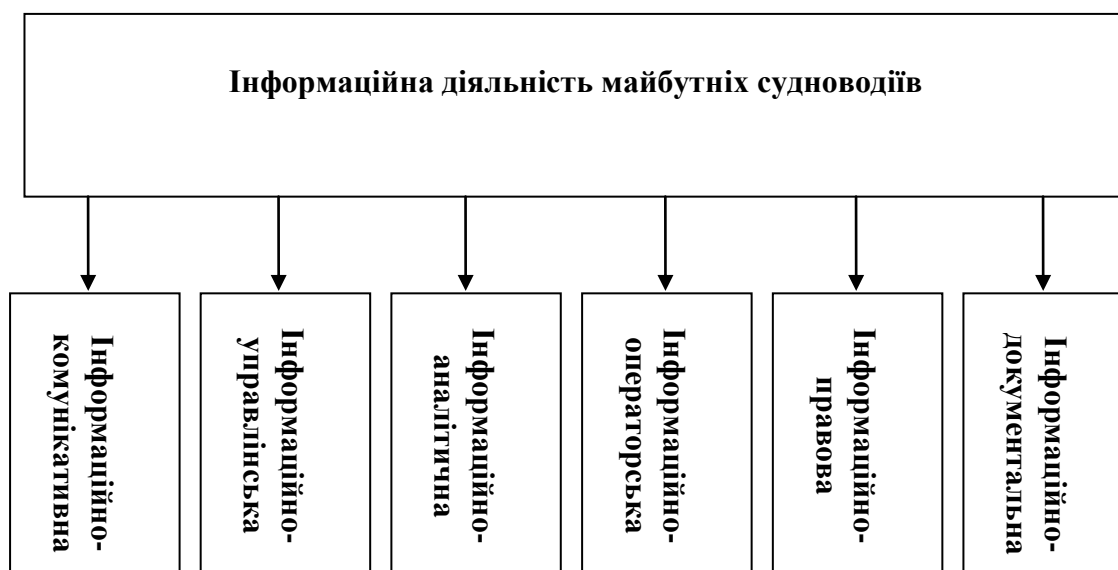 Інформаційна діяльність майбутніх судноводіїв
Інформаційно-
комунікативна
Інформаційно-
управлінська
Інформаційно-
аналітична
Інформаційно-
операторська
Інформаційно-
правова
Інформаційно-
документальна